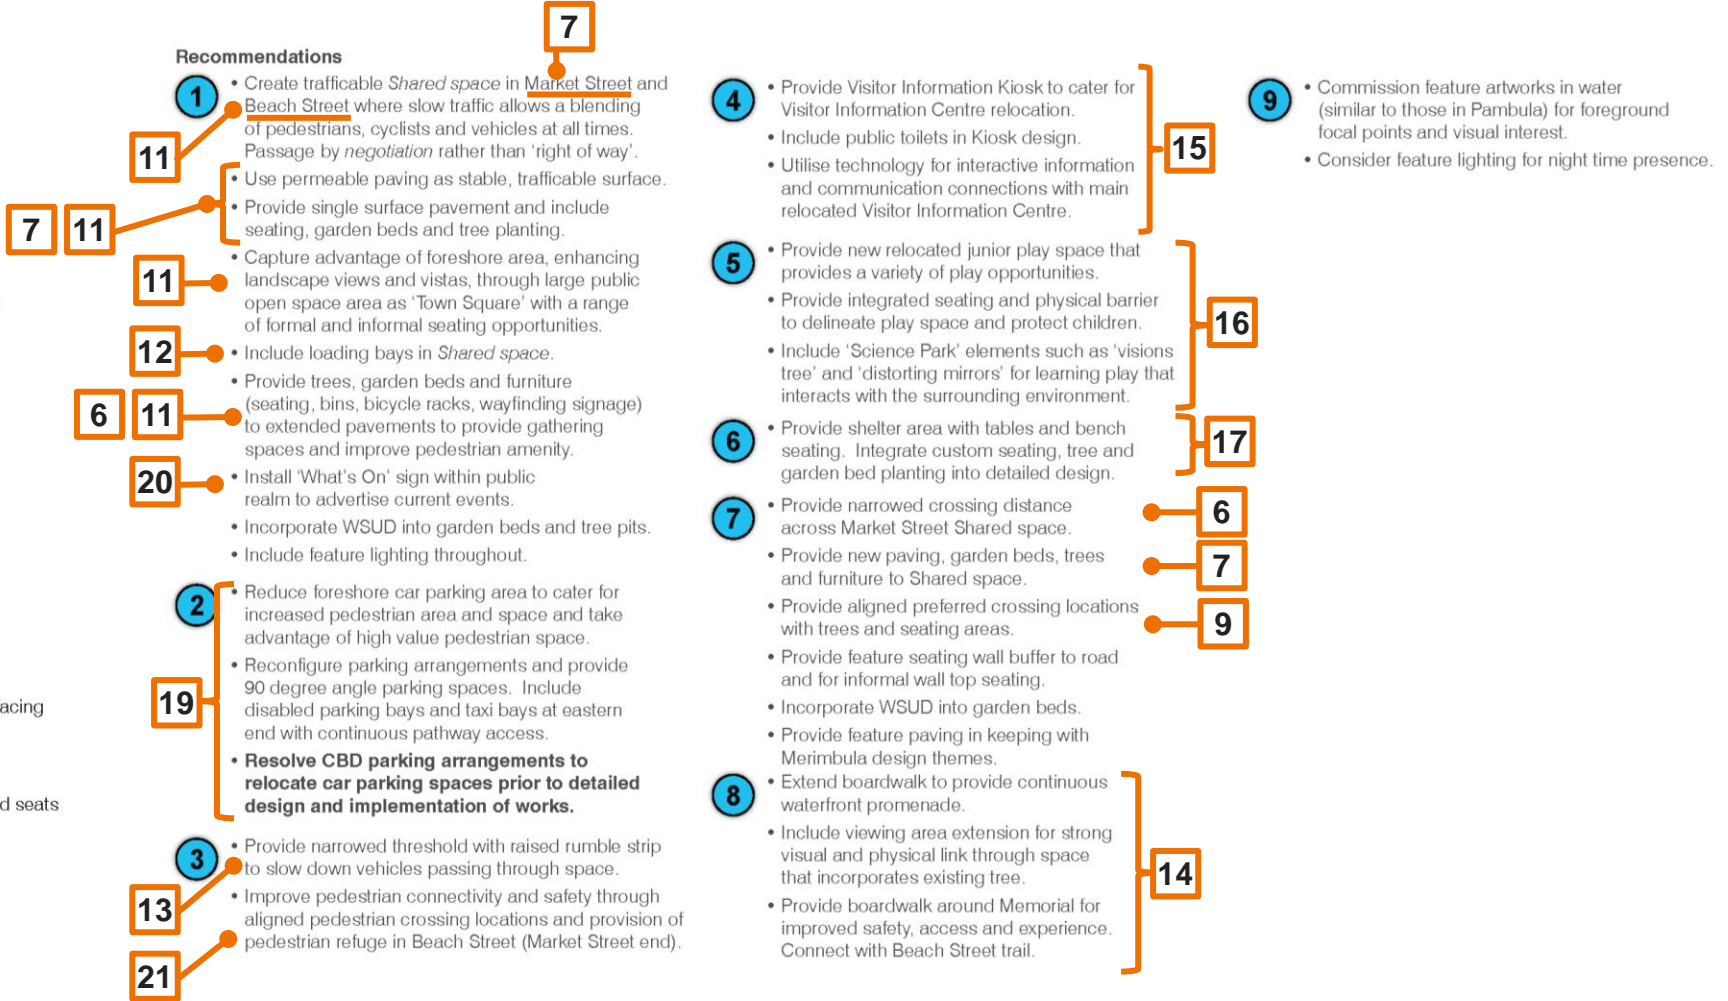 7
Recommendations
1
• Create trafficable Shared space in Market Street and
Beach Street where slow traffic allows a blending
of pedestrians, cyclists and vehicles at all times.
Passage by negotiation rather than ‘right of way’.
11
• Use permeable paving as stable, trafficable surface.
• Provide single surface pavement and include
seating, garden beds and tree planting.
7 11
• Capture advantage of foreshore area, enhancing
landscape views and vistas, through large public
open space area as ‘Town Square’ with a range
of formal and informal seating opportunities.
11
12
• Include loading bays in Shared space.
• Provide trees, garden beds and furniture
(seating, bins, bicycle racks, wayfinding signage)
to extended pavements to provide gathering
spaces and improve pedestrian amenity.
6 11
20
• Install ‘What’s On’ sign within public
realm to advertise current events.
• Incorporate WSUD into garden beds and tree pits.
• Include feature lighting throughout.
2
• Reduce foreshore car parking area to cater for
increased pedestrian area and space and take
advantage of high value pedestrian space.
• Reconfigure parking arrangements and provide
90 degree angle parking spaces. Include
disabled parking bays and taxi bays at eastern
end with continuous pathway access.
• Resolve CBD parking arrangements to
relocate car parking spaces prior to detailed
design and implementation of works.
19
acing
d seats
3
• Provide narrowed threshold with raised rumble strip
to slow down vehicles passing through space.
13
• Improve pedestrian connectivity and safety through
aligned pedestrian crossing locations and provision of
pedestrian refuge in Beach Street (Market Street end).
21
4
• Provide Visitor Information Kiosk to cater for
Visitor Information Centre relocation.
• Include public toilets in Kiosk design.
• Utilise technology for interactive information
and communication connections with main
relocated Visitor Information Centre.
15
5
• Provide new relocated junior play space that
provides a variety of play opportunities.
• Provide integrated seating and physical barrier
to delineate play space and protect children.
• Include ‘Science Park’ elements such as ‘visions
tree’ and ‘distorting mirrors’ for learning play that
interacts with the surrounding environment.
16
6
• Provide shelter area with tables and bench
seating. Integrate custom seating, tree and
garden bed planting into detailed design.
17
7
• Provide narrowed crossing distance
across Market Street Shared space.
6
• Provide new paving, garden beds, trees
and furniture to Shared space.
7
• Provide aligned preferred crossing locations
with trees and seating areas.
9
• Provide feature seating wall buffer to road
and for informal wall top seating.
• Incorporate WSUD into garden beds.
• Provide feature paving in keeping with
Merimbula design themes.
8
• Extend boardwalk to provide continuous
waterfront promenade.
• Include viewing area extension for strong
visual and physical link through space
that incorporates existing tree.
• Provide boardwalk around Memorial for
improved safety, access and experience.
Connect with Beach Street trail.
14
9
• Commission feature artworks in water
(similar to those in Pambula) for foreground
focal points and visual interest.
• Consider feature lighting for night time presence.